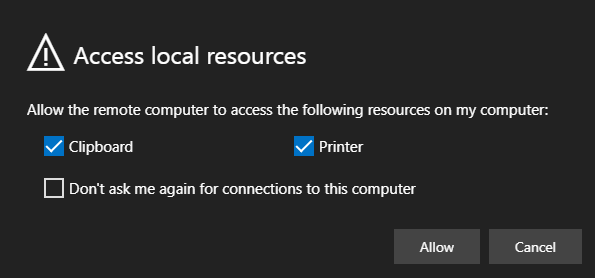 Access local resources
Allow the remote computer to access the following resources on my computer:
Clipboard Printer
Don't ask me again for connections to this computer
Allow Cancel